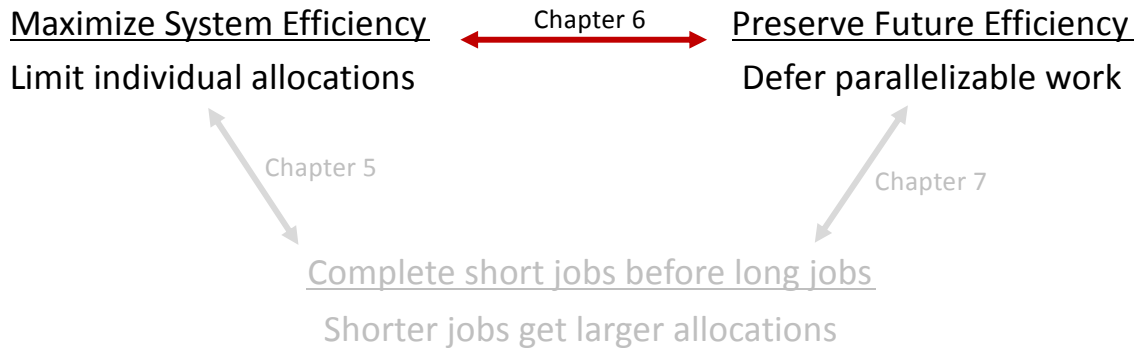 Maximize System Efficiency
Chapter 6
Preserve Future Efficiency
Limit individual allocations
Defer parallelizable work
Chapter 5
Chapter 7
Complete short jobs before long jobs
Shorter jobs get larger allocations